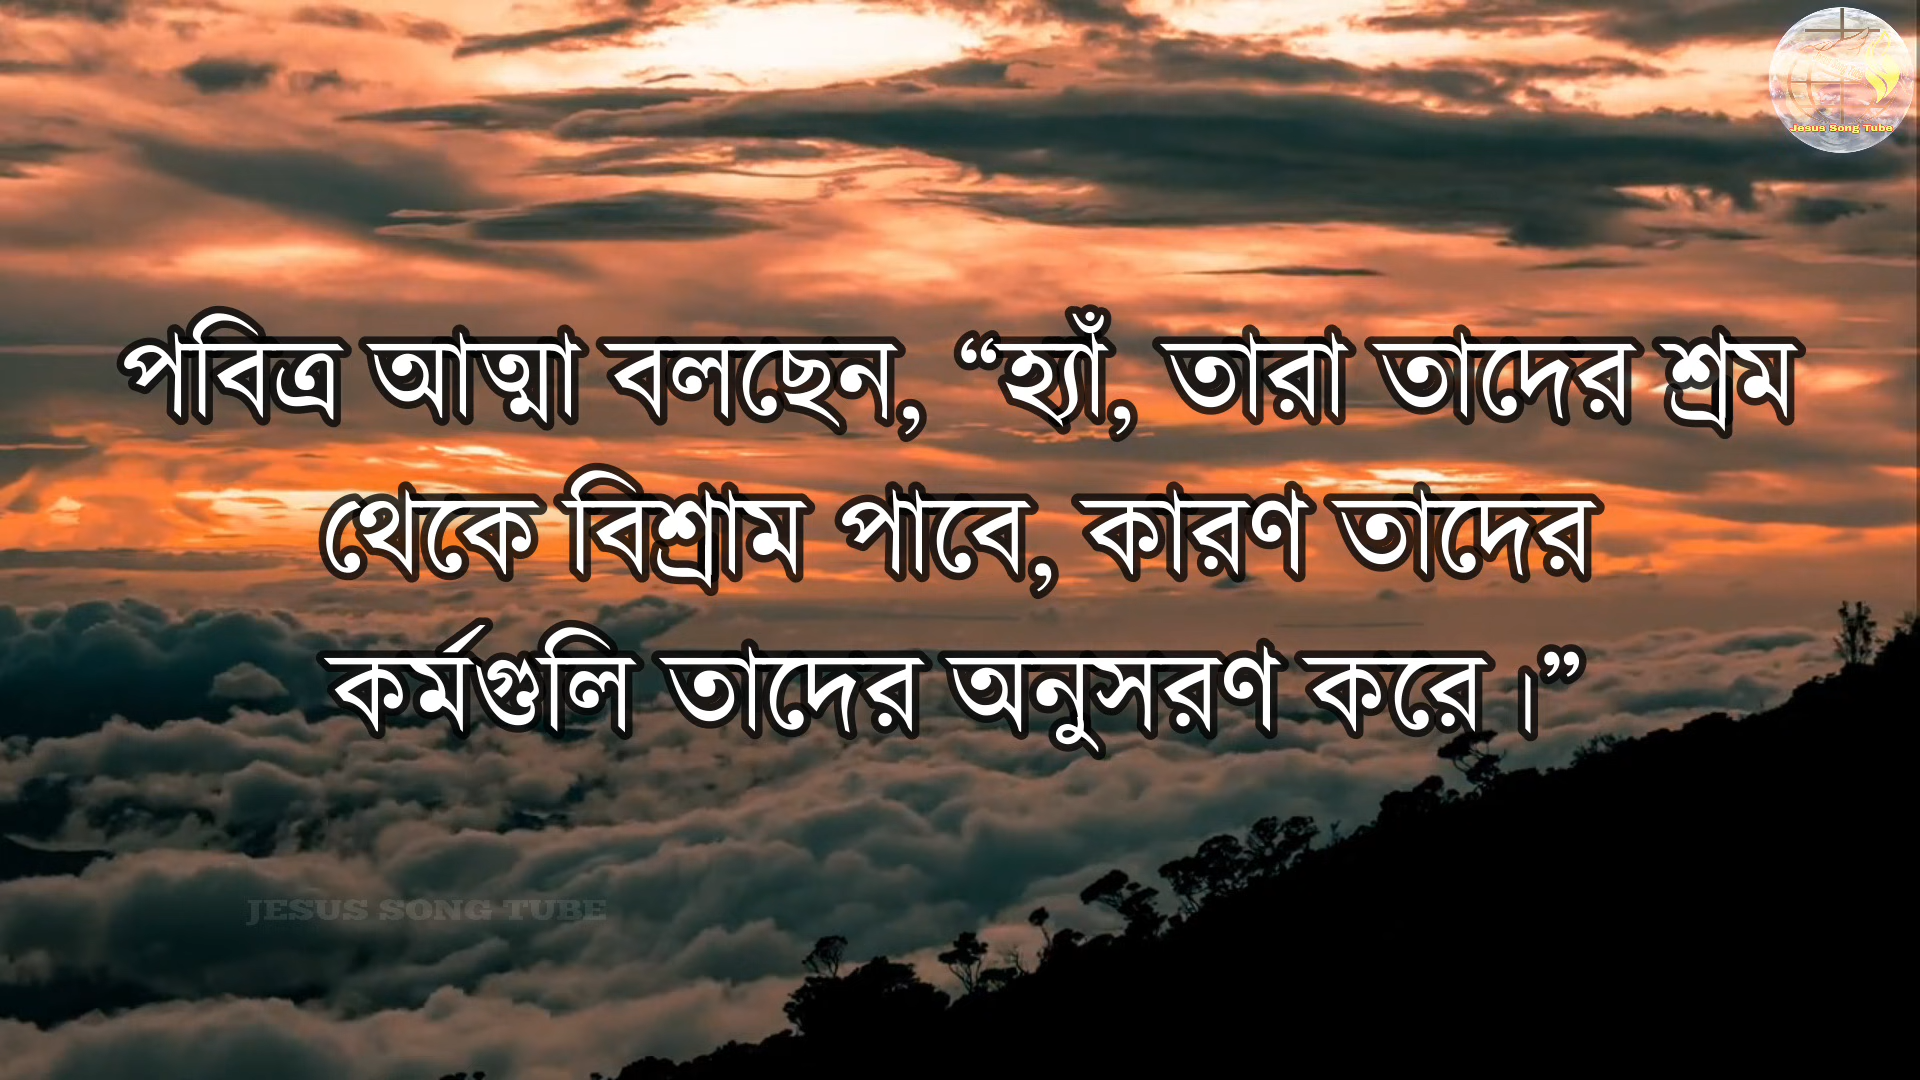 Jesus Song Tube
পবিত্র আত্মা বলছেন, “হ্যাঁ, তারা তাদের শ্রম
থেকে বিশ্রাম পাবে, কারণ তাদের
কর্মগুলি তাদের অনুসরণ করে।”
JESUS SONG TUBE